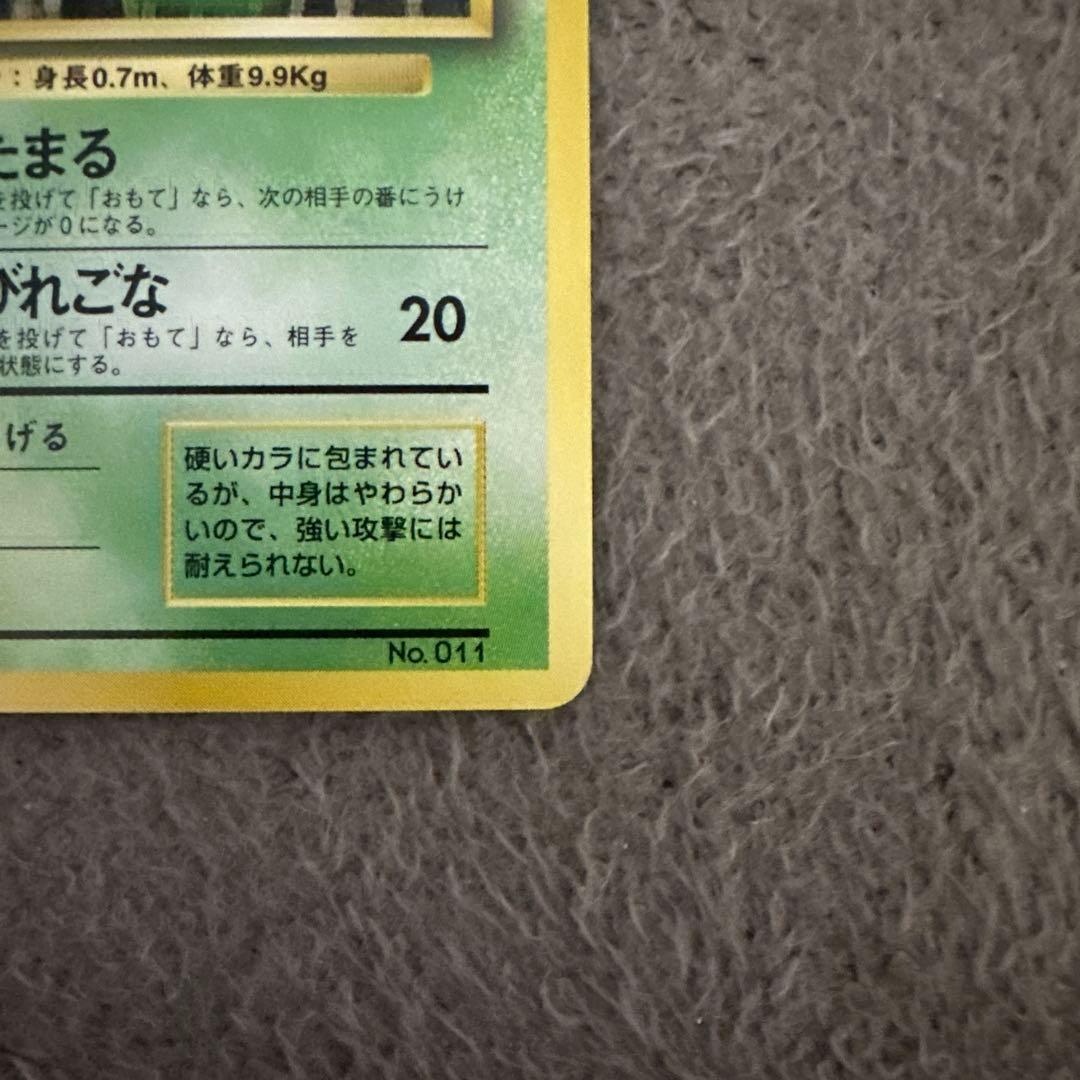 ：身長0.7m、体重9.9Kg
たまる
を投げて「おもて」なら、次の相手の番にうけ
ージが0になる。
びれごな
20
を投げて「おもて」なら、相手を
状態にする。
げる
硬いカラに包まれてい
るが、中身はやわらか
いので、強い攻撃には
耐えられない。
No.011